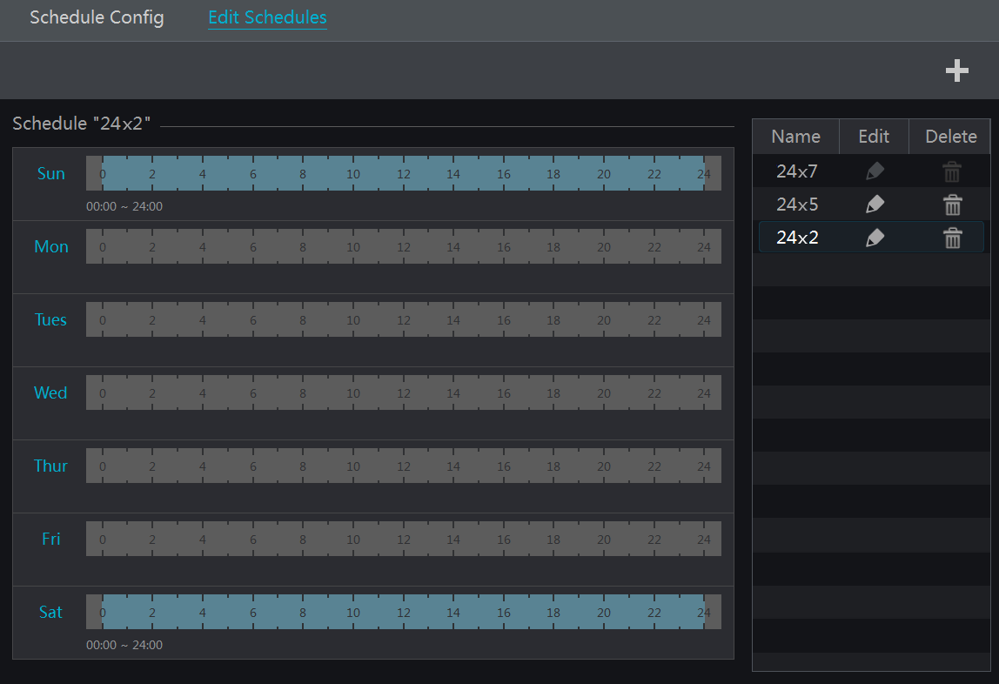 Schedule Config Edit Schedules
Schedule "24x2"
Sun 0 2 4 6 8 10 12 14 16 18 20 22 24
00:00 ~ 24:00
Mon 0 2 4 6 8 10 12 14 16 18 20 22 24
Tues 0 2 4 6 8 10 12 14 16 18 20 22 24
Wed 0 2 4 6 8 10 12 14 16 18 20 22 24
Thur 0 2 4 6 8 10 12 14 16 18 20 22 24
Fri 0 2 4 6 8 10 12 14 16 18 20 22 24
Sat 0 2 4 6 8 10 12 14 16 18 20 22 24
00:00 ~ 24:00
Name Edit Delete
24x7
24x5
24x2